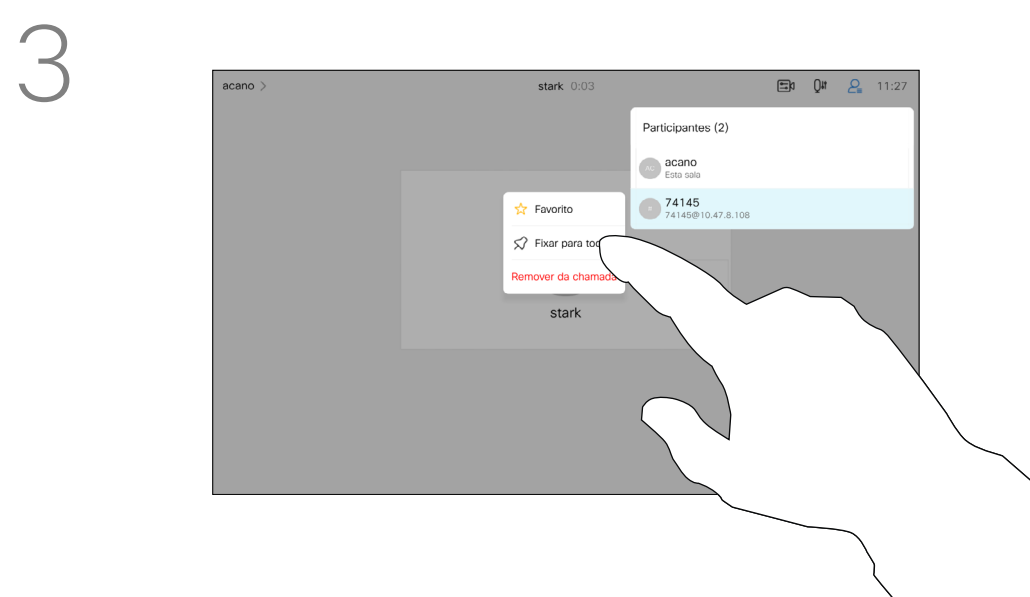 3
acano >
stark 0:03
11:27
Participantes (2)
acano
Esta sala
74145
74145@10.47.8.108
Favorito
Fixar para
Remover da chamada
stark